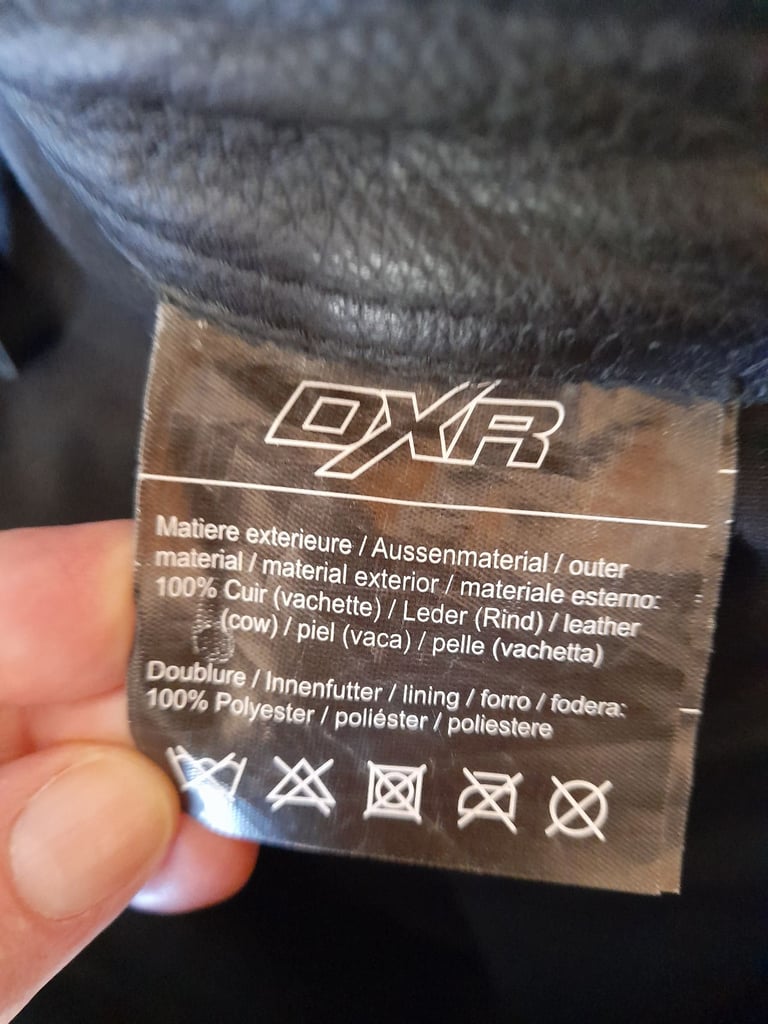 DXR
Matiere exterieure / Aussenmaterial / outer
material / material exterior / materiale esterno:
100% Cuir (vachette) / Leder (Rind) / leather
(cow) / piel (vaca) / pelle (vachetta)
Doublure / Innenfutter / lining / forro / fodera:
100% Polyester / poliéster / poliestere